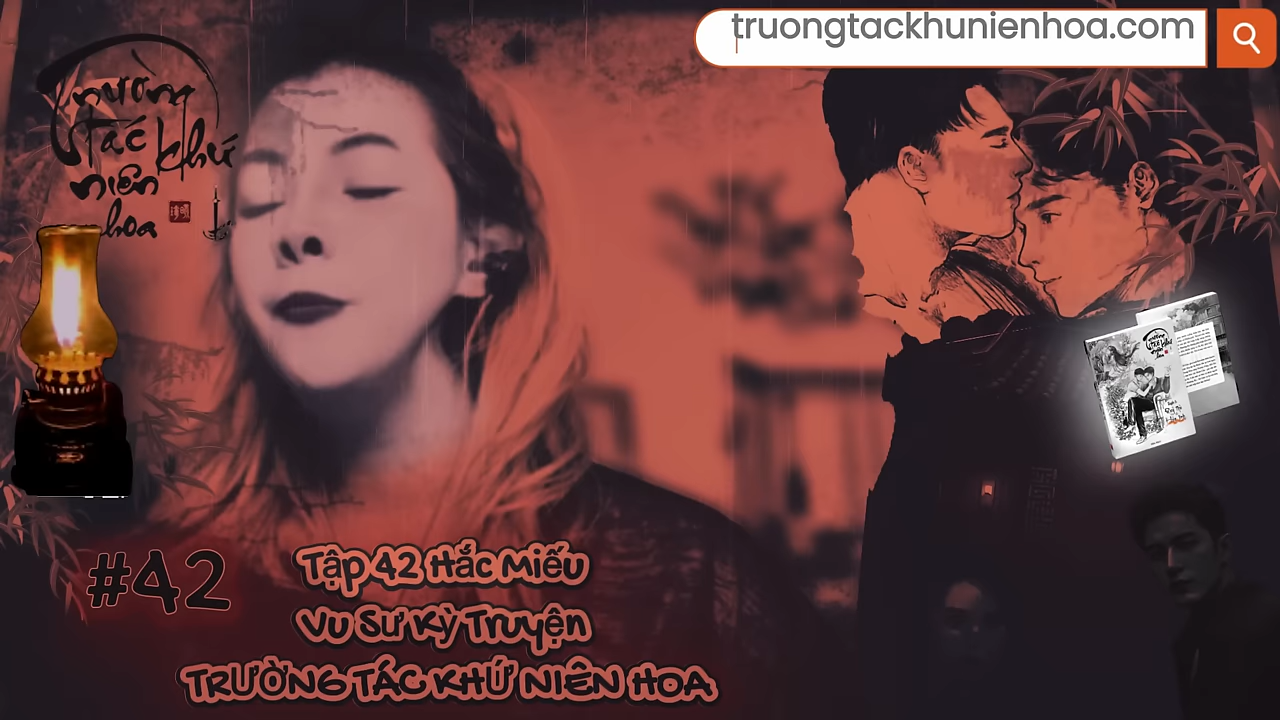 truongtackhunienhoa.com
Trường
tác khứ
niên
hoa
#42
Tập 42 Hắc Miếu
Vu Sư Kỳ Truyện
TRƯỜNG TÁC KHỨ NIÊN HOA